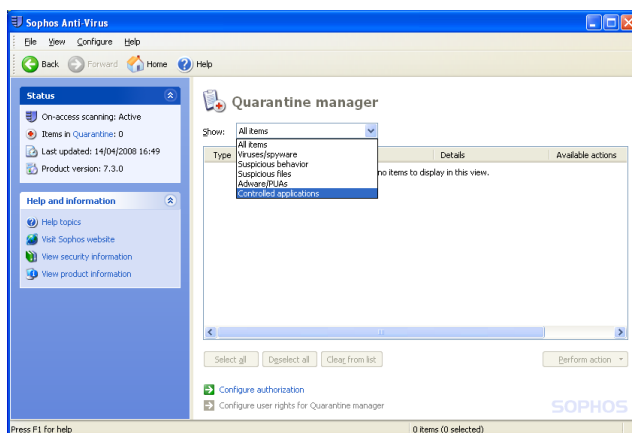 Sophos Anti-Virus
File View Configure Help
Back Forward Home Help
Status
On-access scanning: Active
Items in Quarantine: 0
Last updated: 14/04/2008 16:49
Product version: 7.3.0
Help and information
Help topics
Visit Sophos website
View security information
View product information
Quarantine manager
Show: All items
All items
Viruses/spyware
Suspicious behavior
Suspicious files
Adware/PUAs
Controlled applications
Type Details Available actions
no items to display in this view.
Select all Deselect all Clear from list Perform action
Configure authorization
Configure user rights for Quarantine manager
SOPHOS
Press F1 for help 0 items (0 selected)